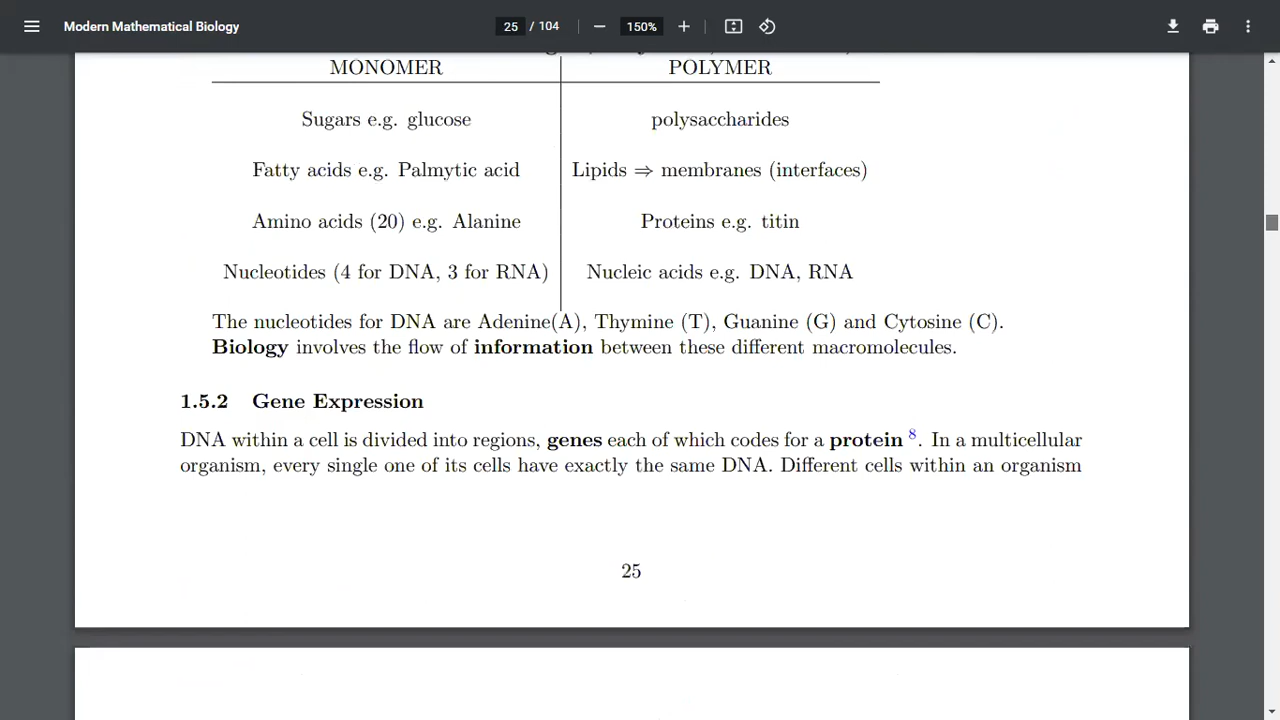 Modern Mathematical Biology
25 / 104
150%
MONOMER POLYMER
Sugars e.g. glucose polysaccharides
Fatty acids e.g. Palmytic acid Lipids ⇒ membranes (interfaces)
Amino acids (20) e.g. Alanine Proteins e.g. titin
Nucleotides (4 for DNA, 3 for RNA) Nucleic acids e.g. DNA, RNA
The nucleotides for DNA are Adenine(A), Thymine (T), Guanine (G) and Cytosine (C).
Biology involves the flow of information between these different macromolecules.
1.5.2 Gene Expression
DNA within a cell is divided into regions, genes each of which codes for a protein 8. In a multicellular
organism, every single one of its cells have exactly the same DNA. Different cells within an organism
25